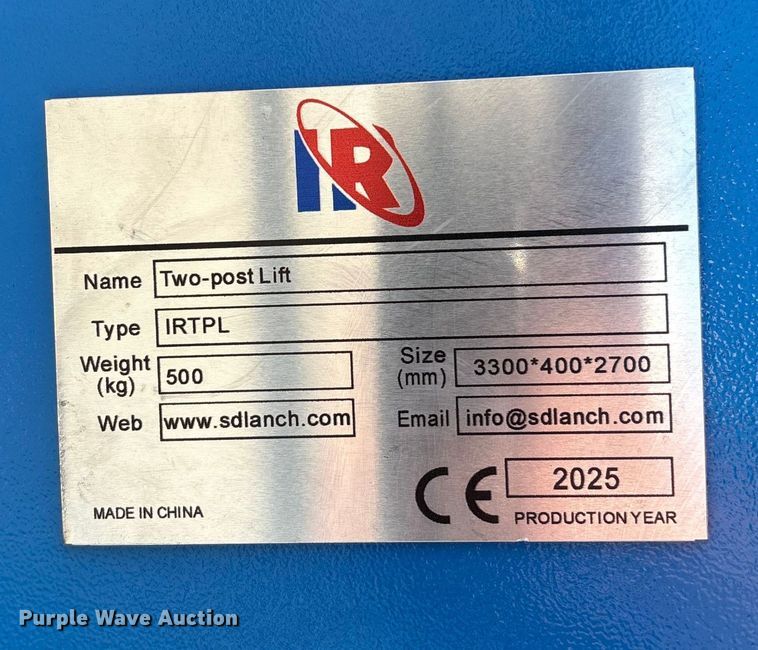 IR
Name Two-post Lift
Type IRTPL
Weight (kg) 500 Size (mm) 3300*400*2700
Web www.sdlanch.com Email info@sdlanch.com
CE 2025
MADE IN CHINA PRODUCTION YEAR
Purple Wave Auction